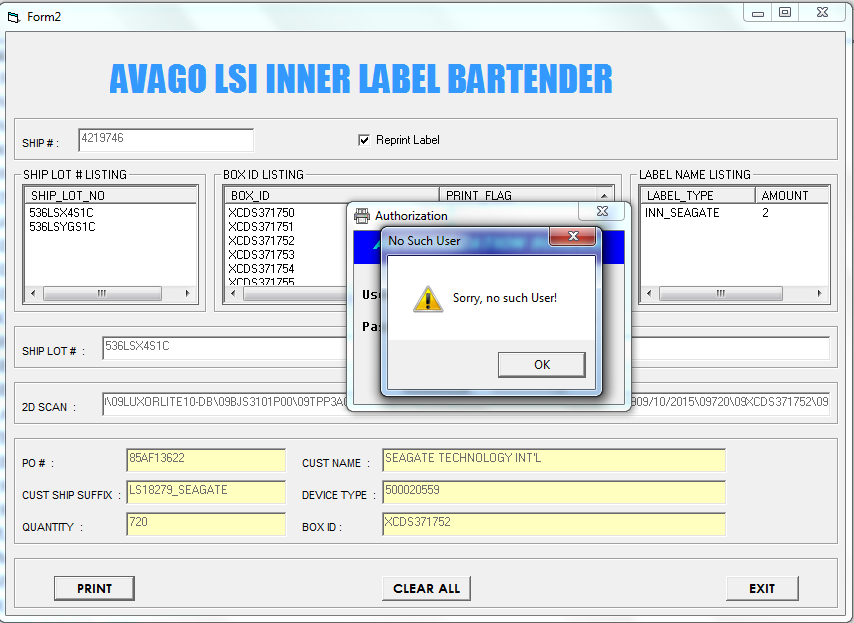 Form2
AVAGO LSI INNER LABEL BARTENDER
SHIP # : 4219746 Reprint Label
SHIP LOT # LISTING
SHIP_LOT_NO
536LSX4S1C
536LSYGS1C
BOX ID LISTING
BOX_ID PRINT_FLAG
XCDS371750
XCDS371751
XCDS371752
XCDS371753
XCDS371754
XCDS371755
LABEL NAME LISTING
LABEL_TYPE AMOUNT
INN_SEAGATE 2
Authorization
No Such User
Sorry, no such User!
OK
SHIP LOT # : 536LSX4S1C
2D SCAN : \09LUXORLITE10-DB\09BJS3101P00\09TPP3A 09/10/2015\09720\09XCDS371752\09
PO # : 85AF13622 CUST NAME : SEAGATE TECHNOLOGY INT'L
CUST SHIP SUFFIX : LS18279_SEAGATE DEVICE TYPE : 500020559
QUANTITY : 720 BOX ID : XCDS371752
PRINT CLEAR ALL EXIT